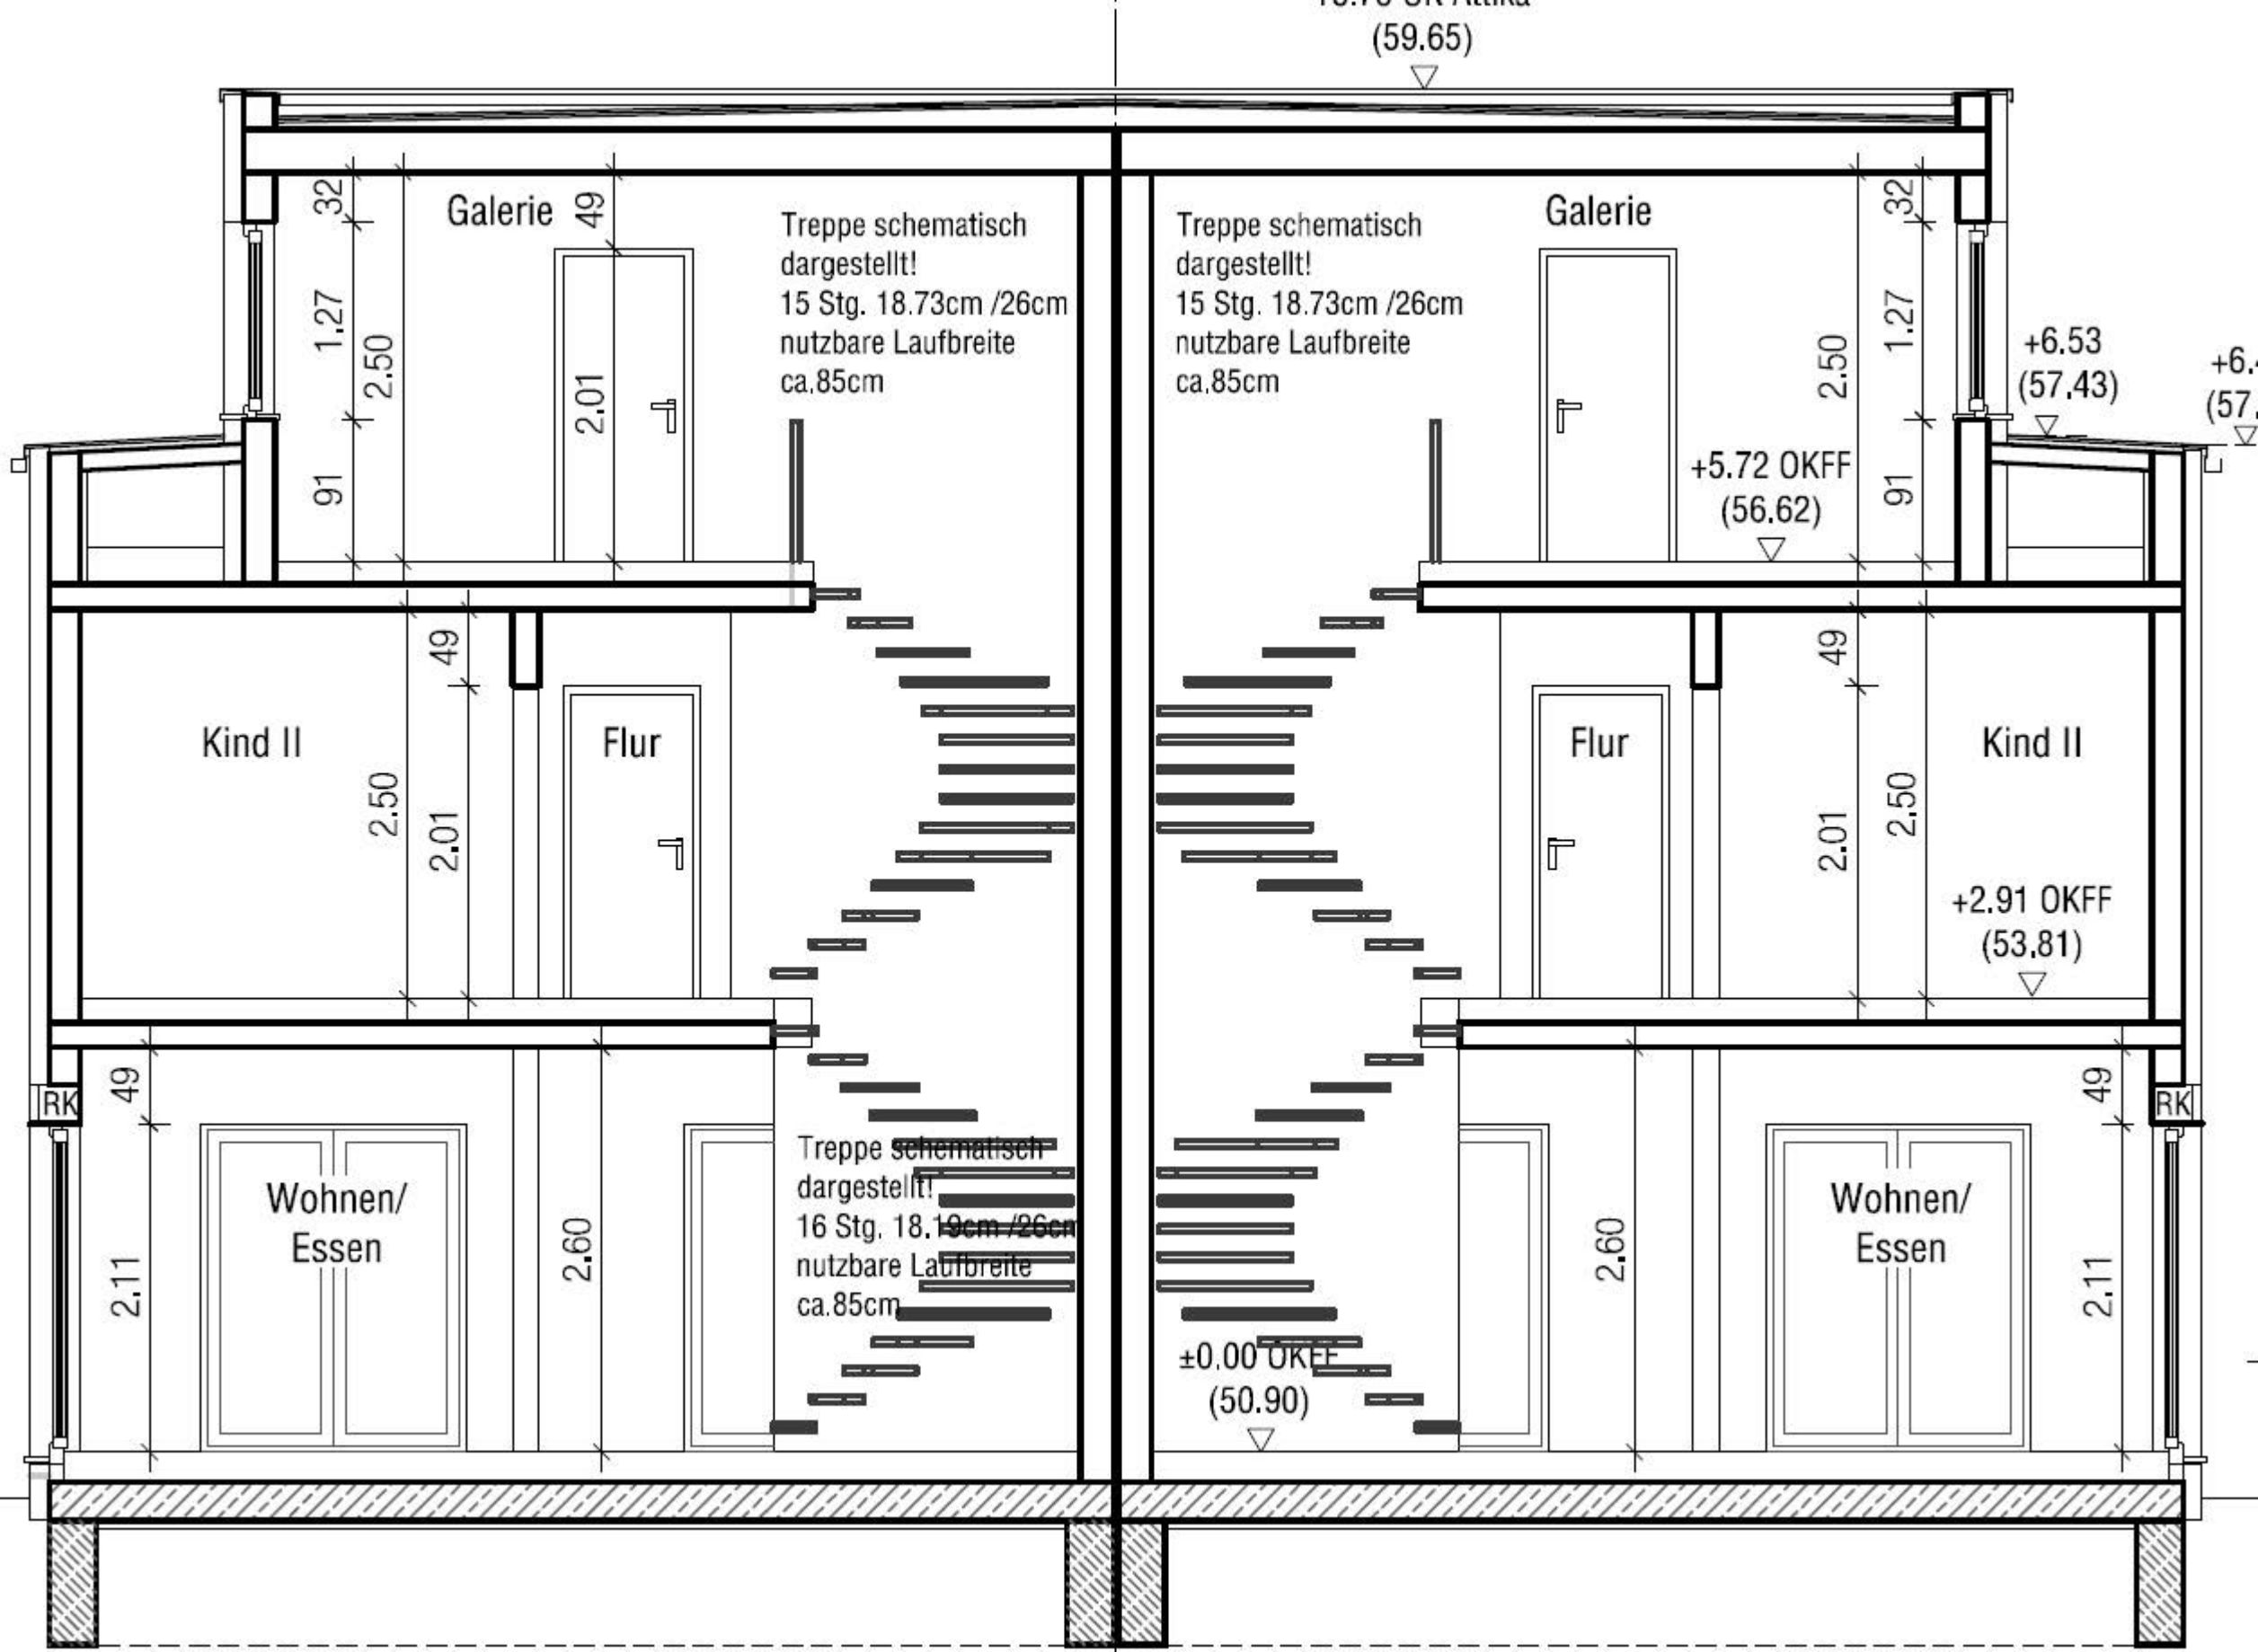 (59.65)
32
Galerie
49
Treppe schematisch
dargestellt!
15 Stg. 18.73cm /26cm
nutzbare Laufbreite
ca.85cm
1.27
2.50
2.01
91
Treppe schematisch
dargestellt!
15 Stg. 18.73cm /26cm
nutzbare Laufbreite
ca.85cm
Galerie
32
2.50
1.27
91
+6.53
(57.43)
+5.72 OKFF
(56.62)
49
Kind II
Flur
2.50
2.01
Flur
49
Kind II
2.01
2.50
+2.91 OKFF
(53.81)
RK
49
Wohnen/
Essen
2.11
2.60
Treppe schematisch
dargestellt!
16 Stg. 18.19cm /26cm
nutzbare Laufbreite
ca.85cm
±0.00 OKFF
(50.90)
2.60
Wohnen/
Essen
49
RK
2.11